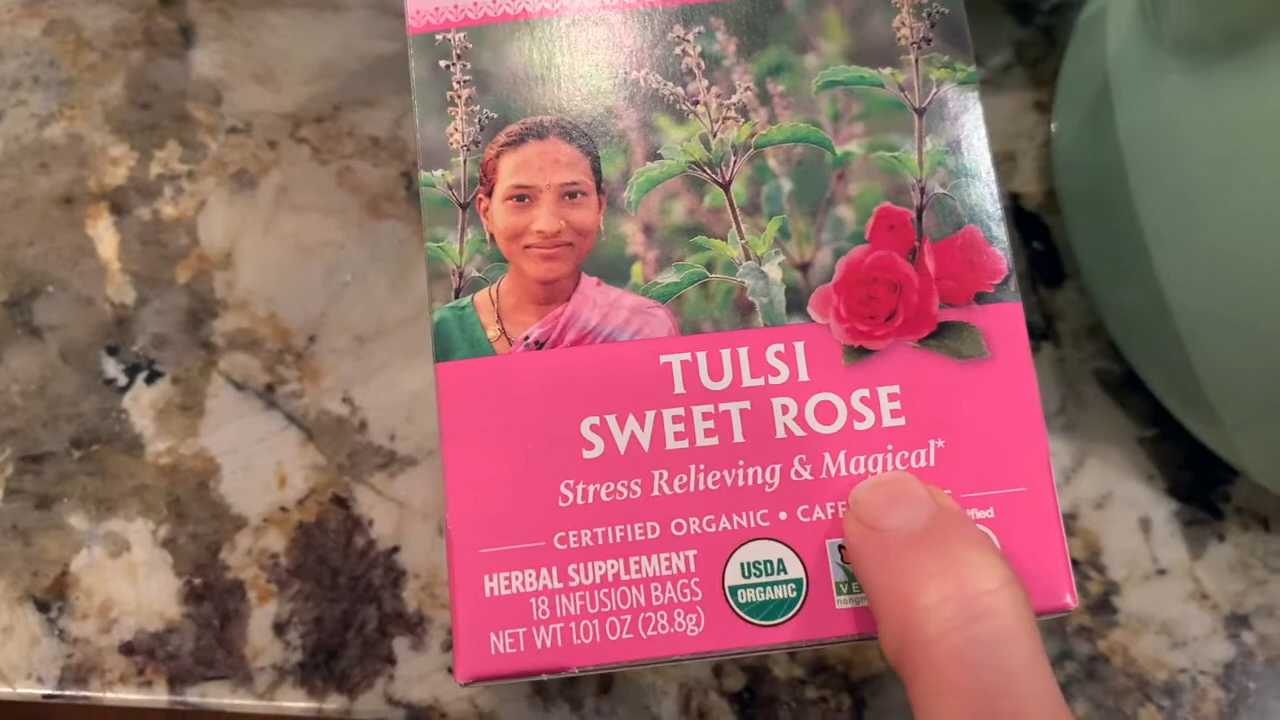 TULSI
SWEET ROSE
Stress Relieving & Magical*
CERTIFIED ORGANIC • CAFF
HERBAL SUPPLEMENT
18 INFUSION BAGS
NET WT 1.01 OZ (28.8g)
USDA
ORGANIC